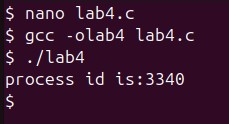 $ nano lab4.c
$ gcc -olab4 lab4.c
$ ./lab4
process id is:3340
$